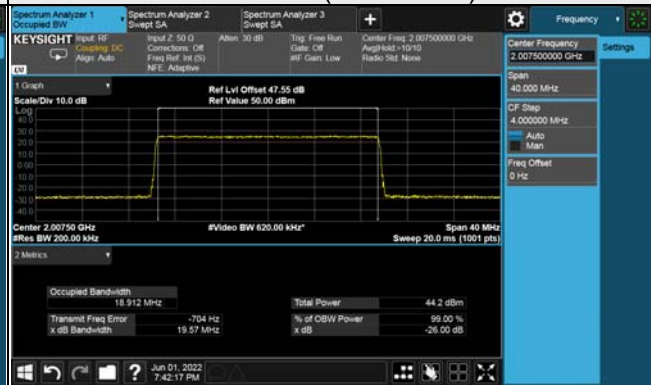 Spectrum Analyzer 1
Occupied BW
Spectrum Analyzer 2
Swept SA
Spectrum Analyzer 3
Swept SA
+
Frequency
KEYSIGHT
Input: RF
Coupling: DC
Align: Auto
Input Z: 50 Ω
Corrections: Off
Freq Ref: Int (S)
NFE: Adaptive
Atten: 30 dB
Trig: Free Run
Gate: Off
#IF Gain: Low
Center Freq: 2.007500000 GHz
Avg|Hold:>10/10
Radio Std: None
Center Frequency
2.007500000 GHz
Settings
Span
40.000 MHz
CF Step
4.000000 MHz
Auto
Man
Freq Offset
0 Hz
1 Graph
Scale/Div 10.0 dB
Ref Lvl Offset 47.55 dB
Ref Value 50.00 dBm
Log
40.0
30.0
20.0
10.0
0.00
-10.0
-20.0
-30.0
-40.0
Center 2.00750 GHz
#Res BW 200.00 kHz
#Video BW 620.00 kHz*
Span 40 MHz
Sweep 20.0 ms (1001 pts)
2 Metrics
Occupied Bandwidth
18.912 MHz
Total Power
44.2 dBm
Transmit Freq Error
-704 Hz
% of OBW Power
99.00 %
x dB Bandwidth
19.57 MHz
x dB
-26.00 dB
?
Jun 01, 2022
7:42:17 PM